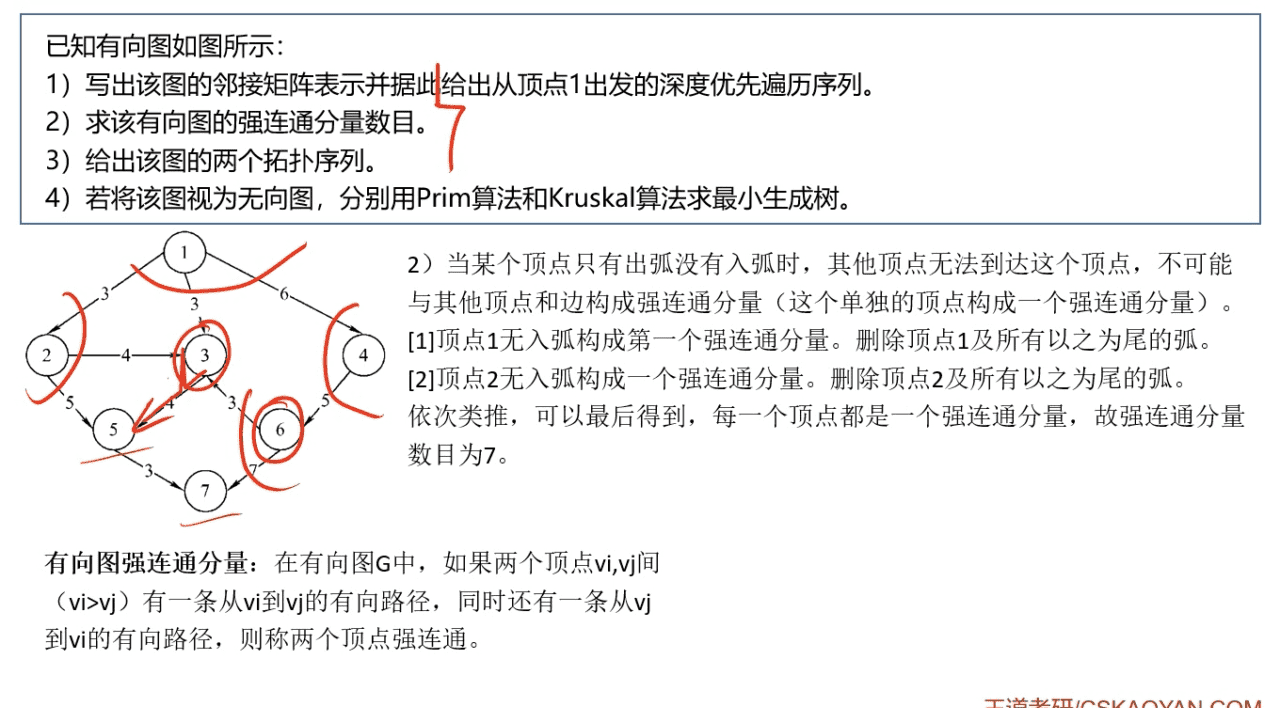 已知有向图如图所示：
1）写出该图的邻接矩阵表示并据此给出从顶点1出发的深度优先遍历序列。
2）求该有向图的强连通分量数目。
3）给出该图的两个拓扑序列。
4）若将该图视为无向图，分别用Prim算法和Kruskal算法求最小生成树。
1
3 3 6
2 4 3 4
5 4 3 5
5 6
3 7
7
2）当某个顶点只有出弧没有入弧时，其他顶点无法到达这个顶点，不可能
与其他顶点和边构成强连通分量（这个单独的顶点构成一个强连通分量）。
[1]顶点1无入弧构成第一个强连通分量。删除顶点1及所有以之为尾的弧。
[2]顶点2无入弧构成一个强连通分量。删除顶点2及所有以之为尾的弧。
依次类推，可以最后得到，每一个顶点都是一个强连通分量，故强连通分量
数目为7。
有向图强连通分量：在有向图G中，如果两个顶点vi,vj间
（vi>vj）有一条从vi到vj的有向路径，同时还有一条从vj
到vi的有向路径，则称两个顶点强连通。
王道考研/CSKAOYAN.COM